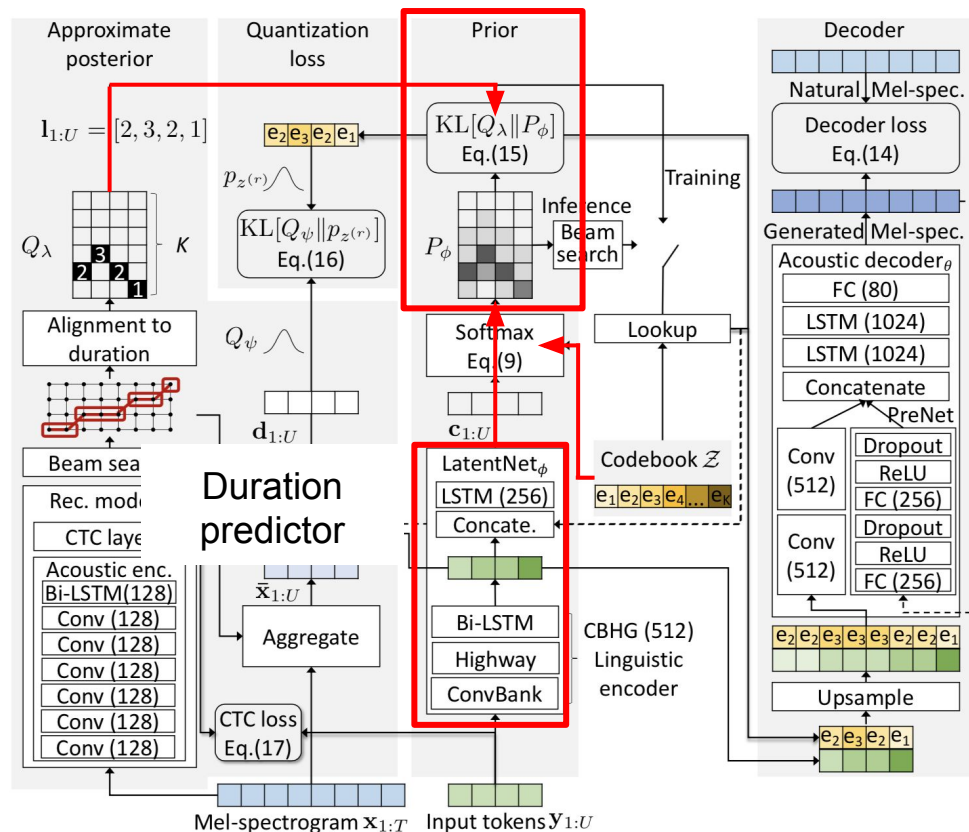 Approximate
posterior
l1:U = [2, 3, 2, 1]
Qλ
K
3
2 2
1
Alignment to
duration
Beam sea
Rec. mode
CTC laye
Acoustic enc.
Bi-LSTM(128)
Conv (128)
Conv (128)
Conv (128)
Conv (128)
Conv (128)
Conv (128)
Quantization
loss
e2 e3 e2 e1
pz(r)
KL[Qψ‖pz(r)]
Eq.(16)
Qψ
d1:U
Duration
predictor
x̄1:U
Aggregate
CTC loss
Eq.(17)
Mel-spectrogram x1:T
Prior
KL[Qλ‖Pϕ]
Eq.(15)
Pϕ
Inference
Beam
search
Training
Softmax
Eq.(9)
c1:U
LatentNetϕ
LSTM (256)
Concate.
Bi-LSTM
Highway
ConvBank
CBHG (512)
Linguistic
encoder
Input tokens y1:U
Lookup
Codebook Z
e1 e2 e3 e4 ... eK
Decoder
Natural Mel-spec.
Decoder loss
Eq.(14)
Generated Mel-spec.
Acoustic decoderθ
FC (80)
LSTM (1024)
LSTM (1024)
Concatenate
PreNet
Conv
(512)
Conv
(512)
Dropout
ReLU
FC (256)
Dropout
ReLU
FC (256)
e2 e2 e3 e3 e3 e2 e2 e1
Upsample
e2 e3 e2 e1